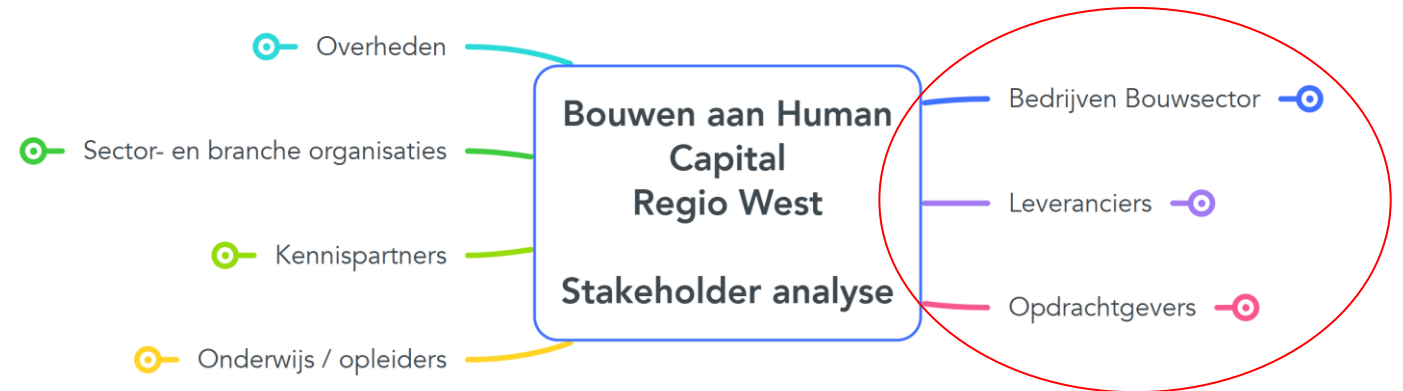 Overheden
Sector- en branche organisaties
Kennispartners
Onderwijs / opleiders
Bouwen aan Human
Capital
Regio West
Stakeholder analyse
Bedrijven Bouwsector
Leveranciers
Opdrachtgevers